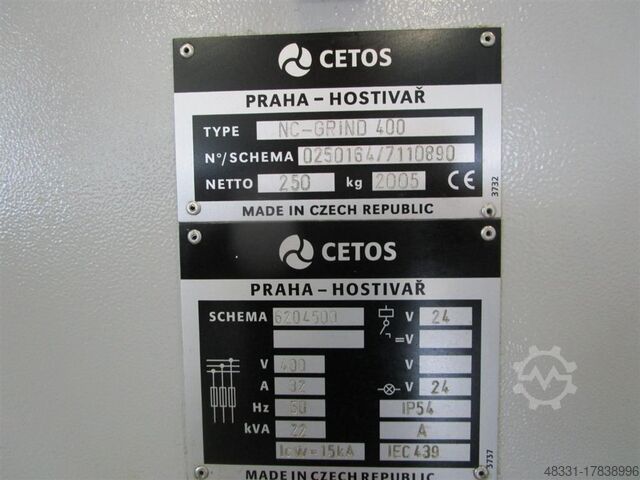 CETOS
PRAHA – HOSTIVAŘ
TYPE NC-GRIND 400
N°/SCHEMA 0250164/7110890
NETTO 250 kg 2005 CE
3732
MADE IN CZECH REPUBLIC
CETOS
PRAHA – HOSTIVAŘ
SCHEMA 6204500 V 24
=V
V 400 V
A 32 V 24
Hz 50 IP54
kVA 22 A
Icw=15kA IEC439
3737
MADE IN CZECH REPUBLIC
48331-17838996